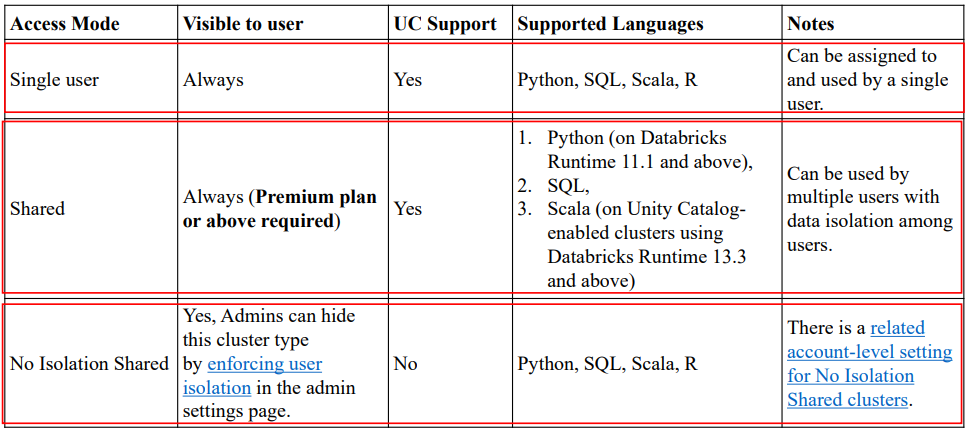 Access Mode Visible to user UC Support Supported Languages Notes
Single user
Always
Yes
Python, SQL, Scala, R
Can be assigned to
and used by a single
user.
Shared
Always (Premium plan
or above required)
Yes
1. Python (on Databricks
Runtime 11.1 and above),
2. SQL,
3. Scala (on Unity Catalog-
enabled clusters using
Databricks Runtime 13.3
and above)
Can be used by
multiple users with
data isolation among
users.
No Isolation Shared
Yes, Admins can hide
this cluster type
by enforcing user
isolation in the admin
settings page.
No
Python, SQL, Scala, R
There is a related
account-level setting
for No Isolation
Shared clusters.